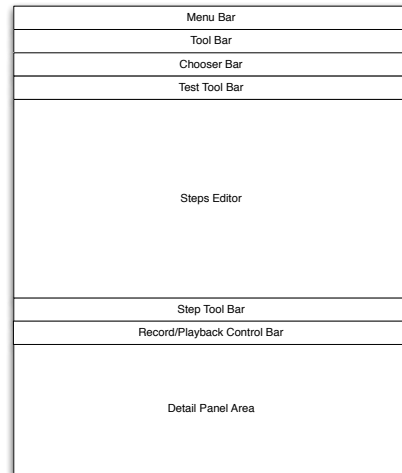 Menu Bar
Tool Bar
Chooser Bar
Test Tool Bar
Steps Editor
Step Tool Bar
Record/Playback Control Bar
Detail Panel Area